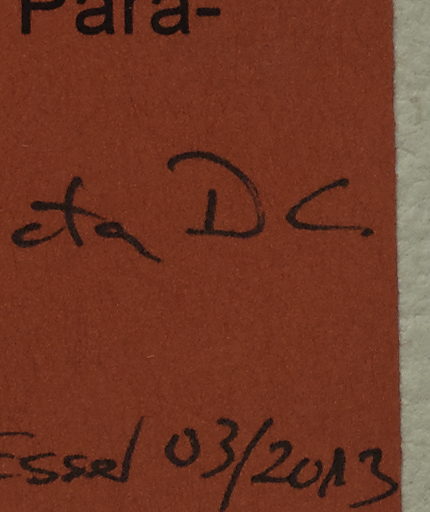 Para-
cta DC.
Essel 03/2013